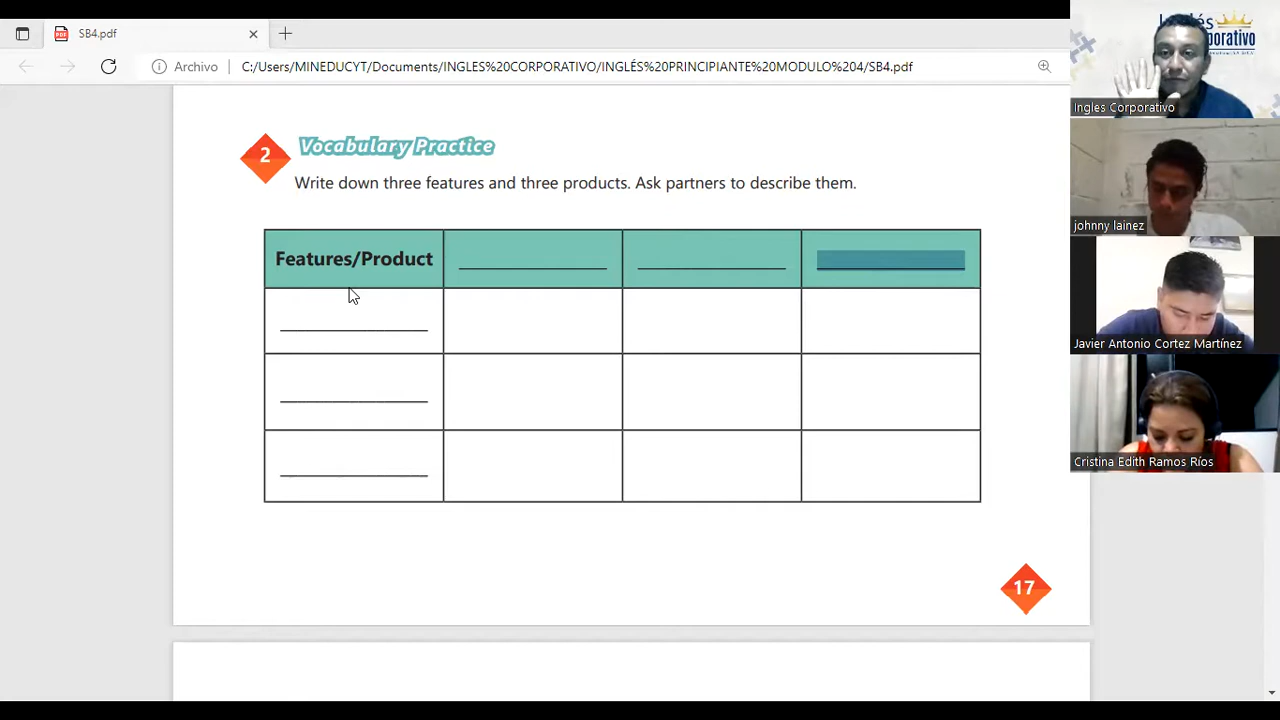 SB4.pdf
Archivo
C:/Users/MINEDUCYT/Documents/INGLES%20CORPORATIVO/INGLÉS%20PRINCIPIANTE%20MODULO%204/SB4.pdf
2
Vocabulary Practice
Write down three features and three products. Ask partners to describe them.
Features/Product
17
Ingles Corporativo
johnny lainez
Javier Antonio Cortez Martínez
Cristina Edith Ramos Ríos